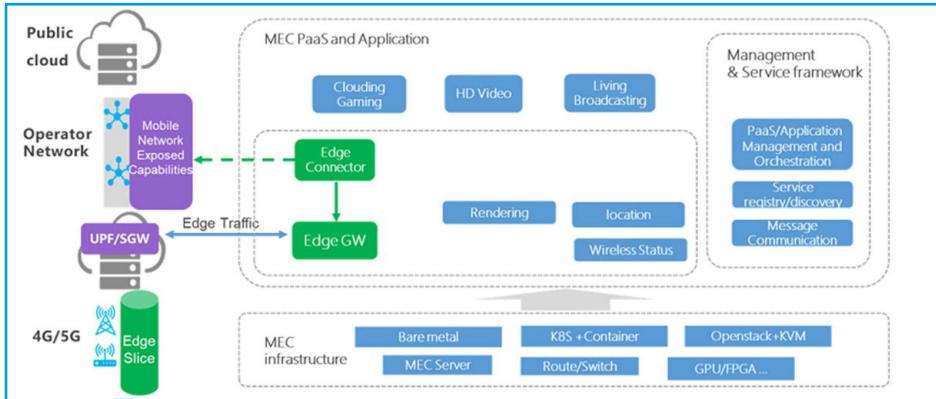 Public
cloud
Operator
Network
Mobile
Network
Exposed
Capabilities
UPF/SGW
Edge Traffic
4G/5G
Edge
Slice
MEC PaaS and Application
Clouding
Gaming
HD Video
Living
Broadcasting
Edge
Connector
Edge GW
Rendering
location
Wireless Status
Management
& Service framework
PaaS/Application
Management and
Orchestration
Service
registry/discovery
Message
Communication
MEC
infrastructure
Bare metal
K8S +Container
Openstack+KVM
MEC Server
Route/Switch
GPU/FPGA ...